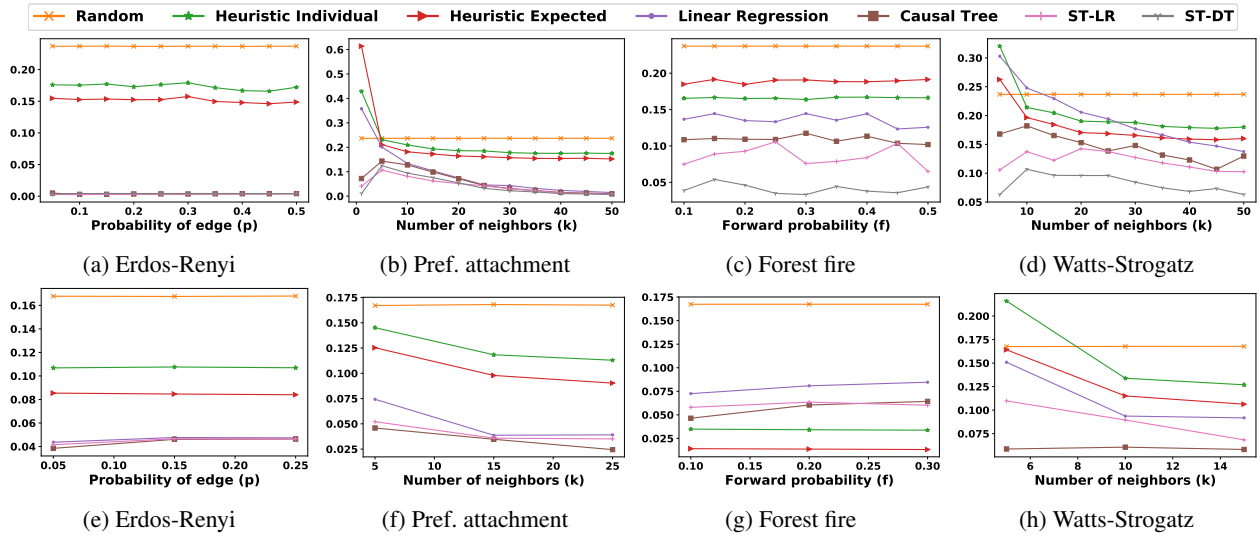 Random Heuristic Individual Heuristic Expected Linear Regression Causal Tree ST-LR ST-DT
0.20
0.15
0.10
0.05
0.00
0.1 0.2 0.3 0.4 0.5
Probability of edge (p)
(a) Erdos-Renyi
0.6
0.5
0.4
0.3
0.2
0.1
0.0
0 10 20 30 40 50
Number of neighbors (k)
(b) Pref. attachment
0.20
0.15
0.10
0.05
0.1 0.2 0.3 0.4 0.5
Forward probability (f)
(c) Forest fire
0.30
0.25
0.20
0.15
0.10
0.05
10 20 30 40 50
Number of neighbors (k)
(d) Watts-Strogatz
0.16
0.14
0.12
0.10
0.08
0.06
0.04
0.05 0.10 0.15 0.20 0.25
Probability of edge (p)
(e) Erdos-Renyi
0.175
0.150
0.125
0.100
0.075
0.050
0.025
5 10 15 20 25
Number of neighbors (k)
(f) Pref. attachment
0.175
0.150
0.125
0.100
0.075
0.050
0.025
0.10 0.15 0.20 0.25 0.30
Forward probability (f)
(g) Forest fire
0.200
0.175
0.150
0.125
0.100
0.075
6 8 10 12 14
Number of neighbors (k)
(h) Watts-Strogatz